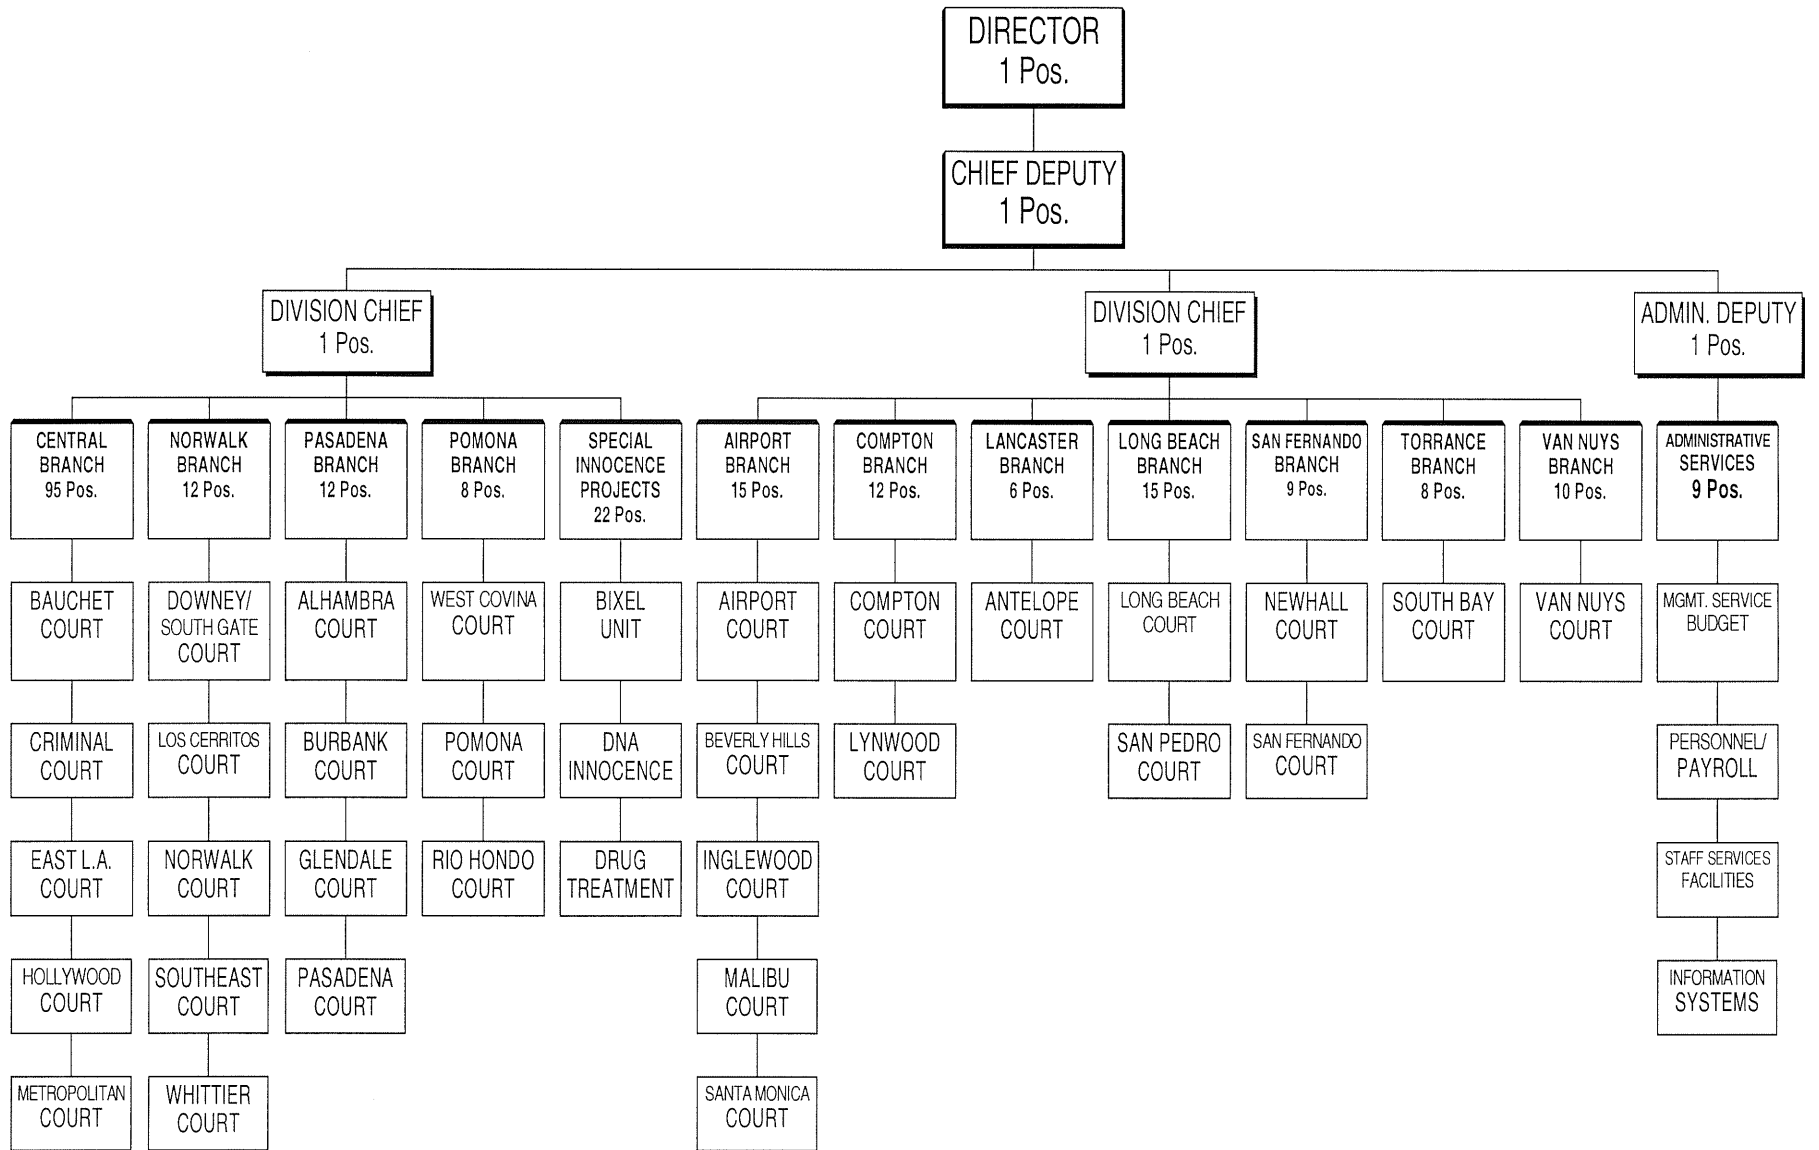 DIRECTOR
1 Pos.
CHIEF DEPUTY
1 Pos.
DIVISION CHIEF
1 Pos.
DIVISION CHIEF
1 Pos.
ADMIN. DEPUTY
1 Pos.
CENTRAL
BRANCH
95 Pos.
NORWALK
BRANCH
12 Pos.
PASADENA
BRANCH
12 Pos.
POMONA
BRANCH
8 Pos.
SPECIAL
INNOCENCE
PROJECTS
22 Pos.
AIRPORT
BRANCH
15 Pos.
COMPTON
BRANCH
12 Pos.
LANCASTER
BRANCH
6 Pos.
LONG BEACH
BRANCH
15 Pos.
SAN FERNANDO
BRANCH
9 Pos.
TORRANCE
BRANCH
8 Pos.
VAN NUYS
BRANCH
10 Pos.
ADMINISTRATIVE
SERVICES
9 Pos.
BAUCHET
COURT
DOWNEY/
SOUTH GATE
COURT
ALHAMBRA
COURT
WEST COVINA
COURT
BIXEL
UNIT
AIRPORT
COURT
COMPTON
COURT
ANTELOPE
COURT
LONG BEACH
COURT
NEWHALL
COURT
SOUTH BAY
COURT
VAN NUYS
COURT
MGMT. SERVICE
BUDGET
CRIMINAL
COURT
LOS CERRITOS
COURT
BURBANK
COURT
POMONA
COURT
DNA
INNOCENCE
BEVERLY HILLS
COURT
LYNWOOD
COURT
SAN PEDRO
COURT
SAN FERNANDO
COURT
PERSONNEL/
PAYROLL
EAST L.A.
COURT
NORWALK
COURT
GLENDALE
COURT
RIO HONDO
COURT
DRUG
TREATMENT
INGLEWOOD
COURT
STAFF SERVICES
FACILITIES
HOLLYWOOD
COURT
SOUTHEAST
COURT
PASADENA
COURT
MALIBU
COURT
INFORMATION
SYSTEMS
METROPOLITAN
COURT
WHITTIER
COURT
SANTA MONICA
COURT